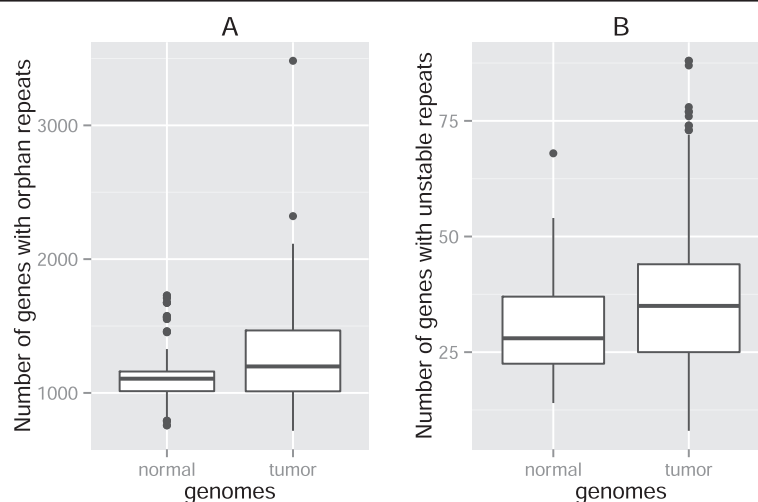 A
Number of genes with orphan repeats
3000
2000
1000
normal
tumor
genomes
B
Number of genes with unstable repeats
75
50
25
normal
tumor
genomes